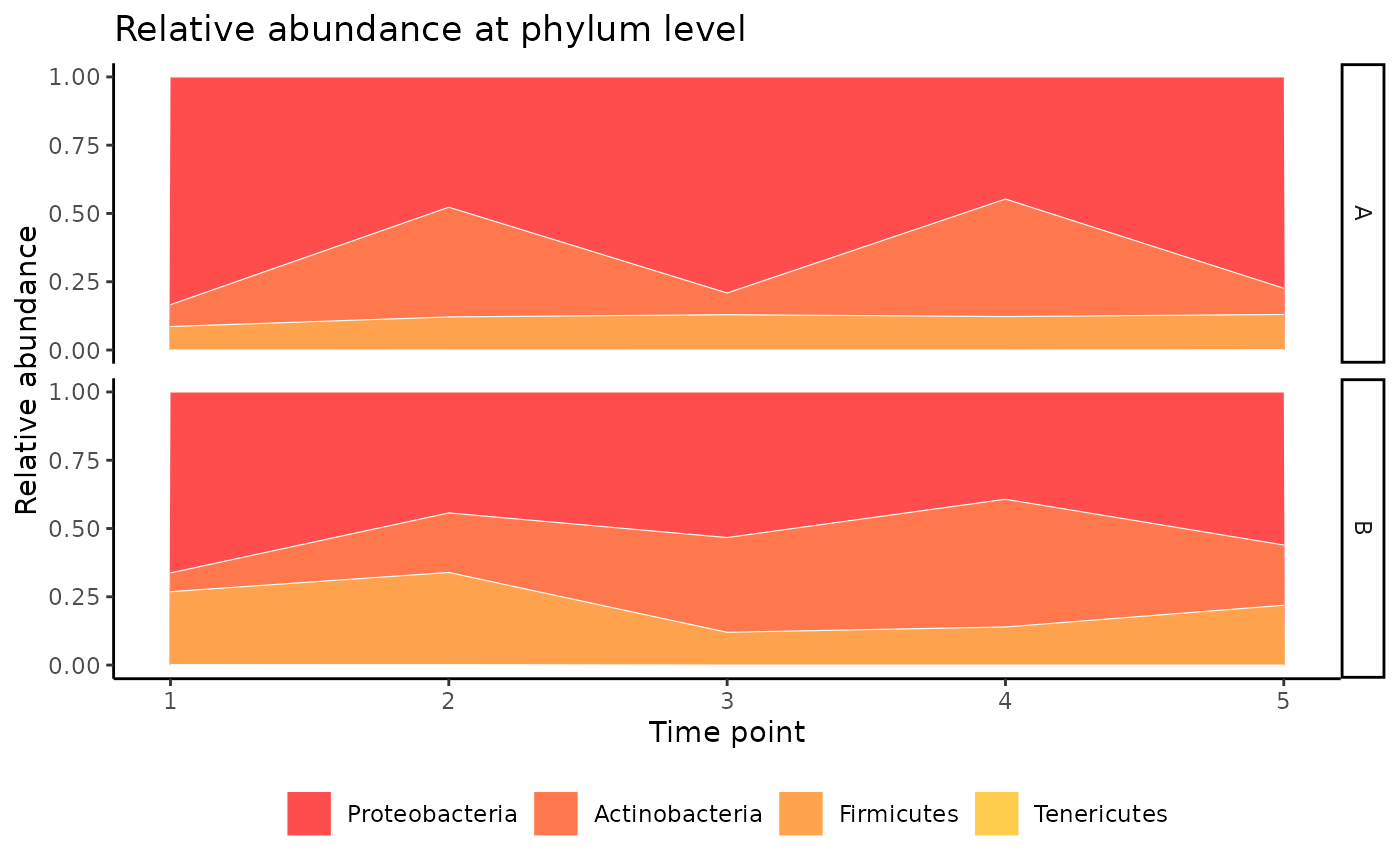 Relative abundance at phylum level
Relative abundance
1.00
0.75
0.50
0.25
0.00
A
1.00
0.75
0.50
0.25
0.00
B
1 2 3 4 5
Time point
Proteobacteria Actinobacteria Firmicutes Tenericutes